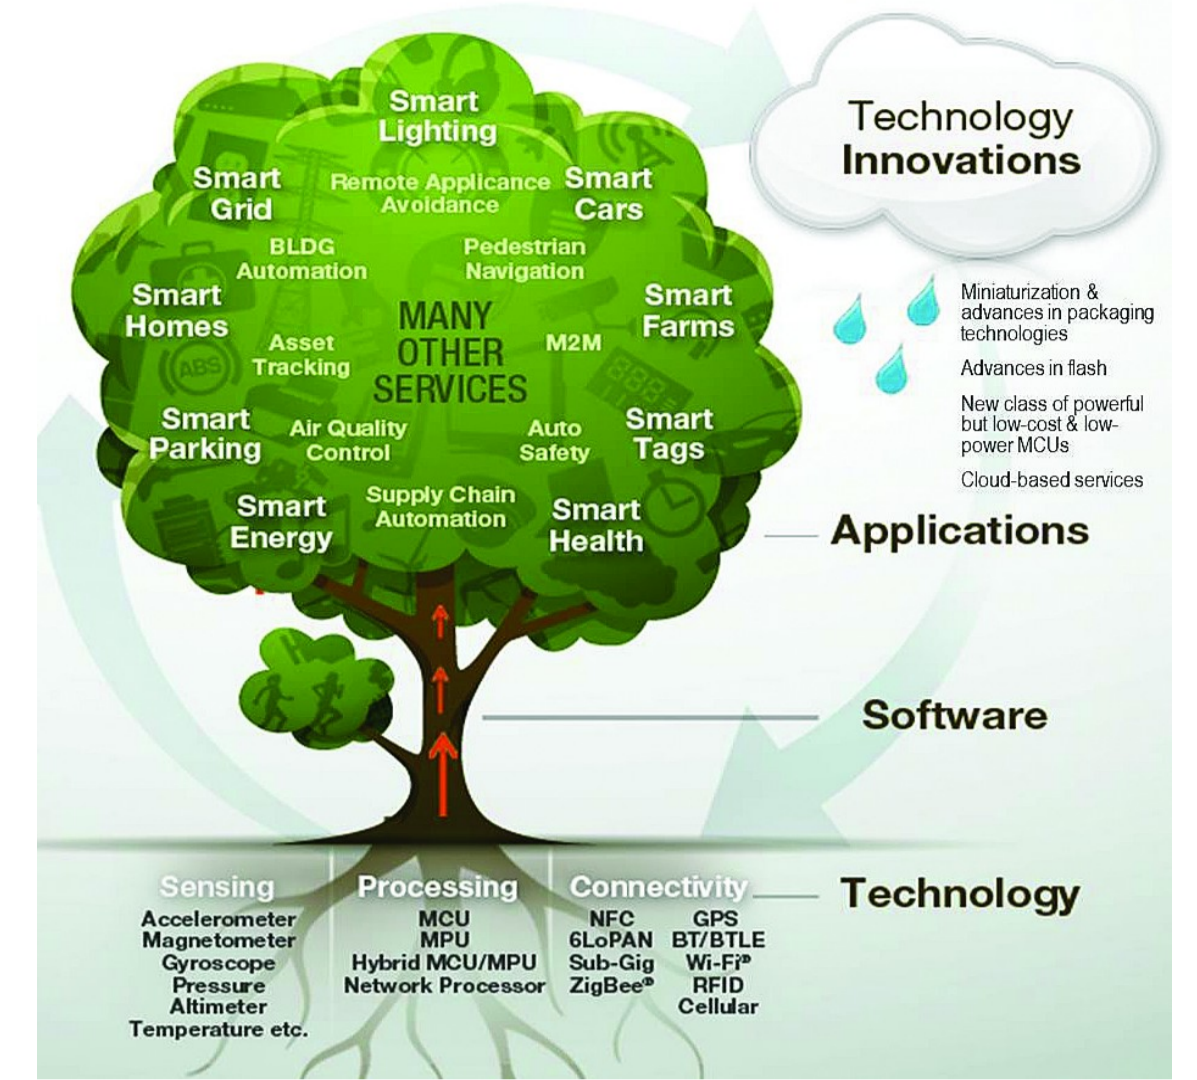 Smart
Lighting
Technology
Innovations
Smart
Grid
Remote Applicance
Avoidance
Smart
Cars
BLDG
Automation
Pedestrian
Navigation
Smart
Homes
MANY
OTHER
SERVICES
Smart
Farms
Asset
Tracking
M2M
ABS
Smart
Parking
Air Quality
Control
Auto
Safety
Smart
Tags
Smart
Energy
Supply Chain
Automation
Smart
Health
Miniaturization &
advances in packaging
technologies
Advances in flash
New class of powerful
but low-cost & low-
power MCUs
Cloud-based services
Applications
Software
Technology
Sensing
Accelerometer
Magnetometer
Gyroscope
Pressure
Altimeter
Temperature etc.
Processing
MCU
MPU
Hybrid MCU/MPU
Network Processor
Connectivity
NFC
6LoPAN
Sub-Gig
ZigBee®
GPS
BT/BTLE
Wi-Fi®
RFID
Cellular